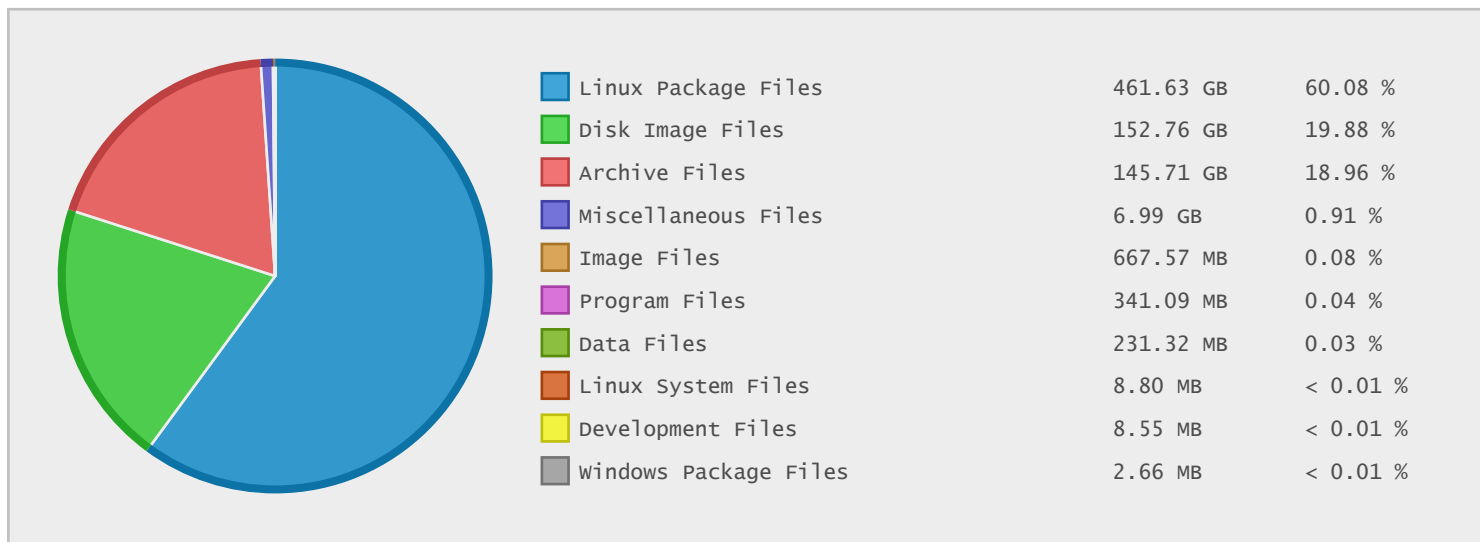 Linux Package Files 461.63 GB 60.08 %
Disk Image Files 152.76 GB 19.88 %
Archive Files 145.71 GB 18.96 %
Miscellaneous Files 6.99 GB 0.91 %
Image Files 667.57 MB 0.08 %
Program Files 341.09 MB 0.04 %
Data Files 231.32 MB 0.03 %
Linux System Files 8.80 MB < 0.01 %
Development Files 8.55 MB < 0.01 %
Windows Package Files 2.66 MB < 0.01 %